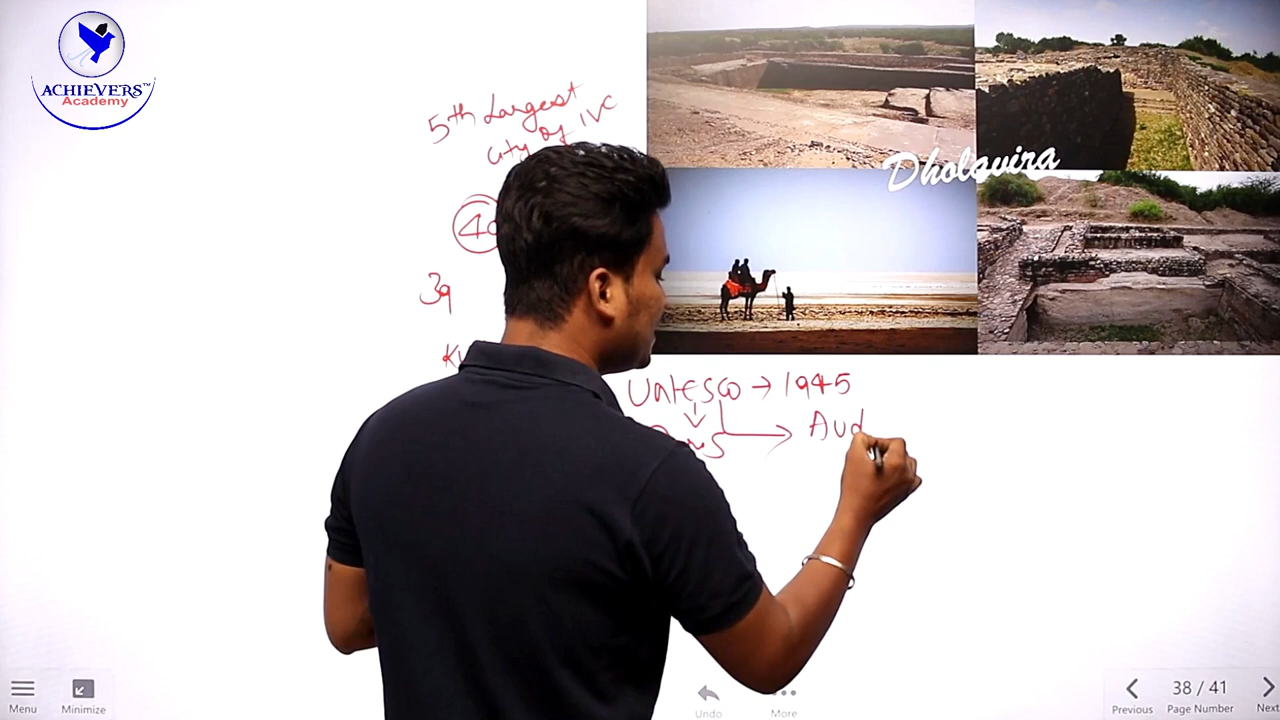 ACHIEVERS™
Academy
5th Largest
City of IVC
Dholavira
39
Unesco → 1945
→ Aud
Menu
Minimize
Undo
More
Previous
38 / 41
Page Number
Next